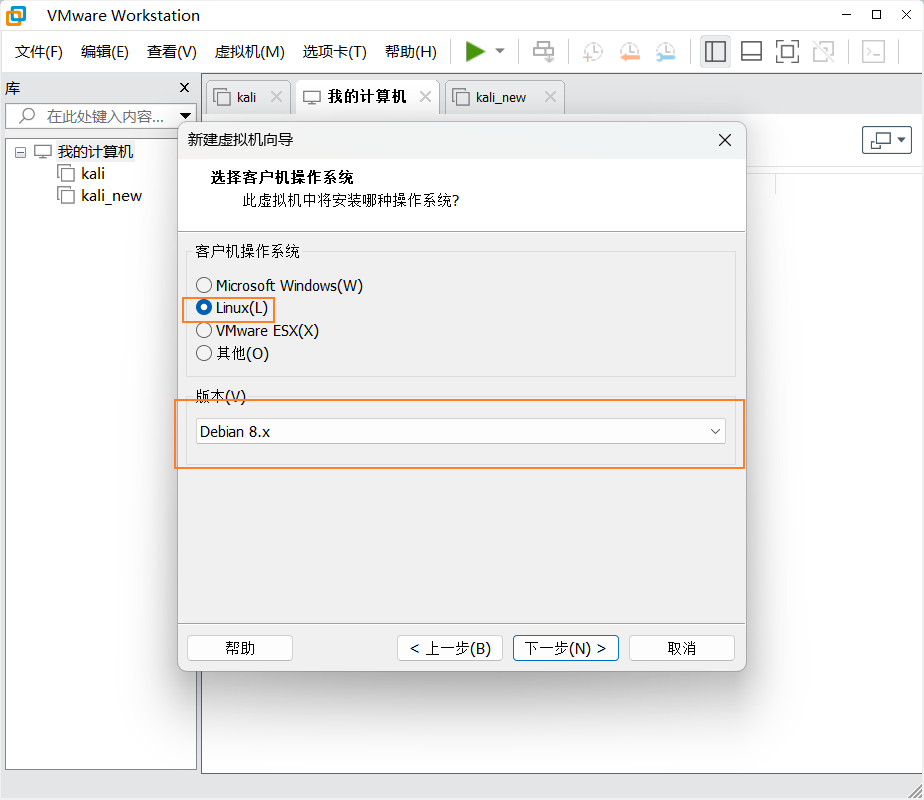 VMware Workstation
文件(F) 编辑(E) 查看(V) 虚拟机(M) 选项卡(T) 帮助(H)
库
在此处键入内容...
我的计算机
kali
kali_new
kali 我的计算机 kali_new
新建虚拟机向导
选择客户机操作系统
此虚拟机中将安装哪种操作系统?
客户机操作系统
Microsoft Windows(W)
Linux(L)
VMware ESX(X)
其他(O)
版本(V)
Debian 8.x
帮助 < 上一步(B) 下一步(N) > 取消